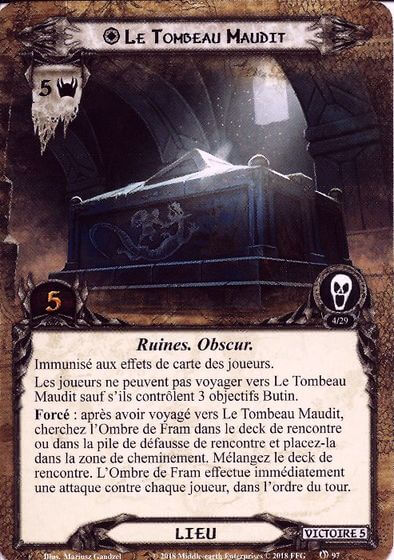 Le Tombeau Maudit
5
5
4/29
Ruines. Obscur.
Immunisé aux effets de carte des joueurs.
Les joueurs ne peuvent pas voyager vers Le Tombeau
Maudit sauf s'ils contrôlent 3 objectifs Butin.
Forcé : après avoir voyagé vers Le Tombeau Maudit,
cherchez l'Ombre de Fram dans le deck de rencontre
ou dans la pile de défausse de rencontre et placez-la
dans la zone de cheminement. Mélangez le deck de
rencontre. L'Ombre de Fram effectue immédiatement
une attaque contre chaque joueur, dans l'ordre du tour.
LIEU
VICTOIRE 5
Illus. Mariusz Gandzel
© 2018 Middle-earth Enterprises © 2018 FFG
97